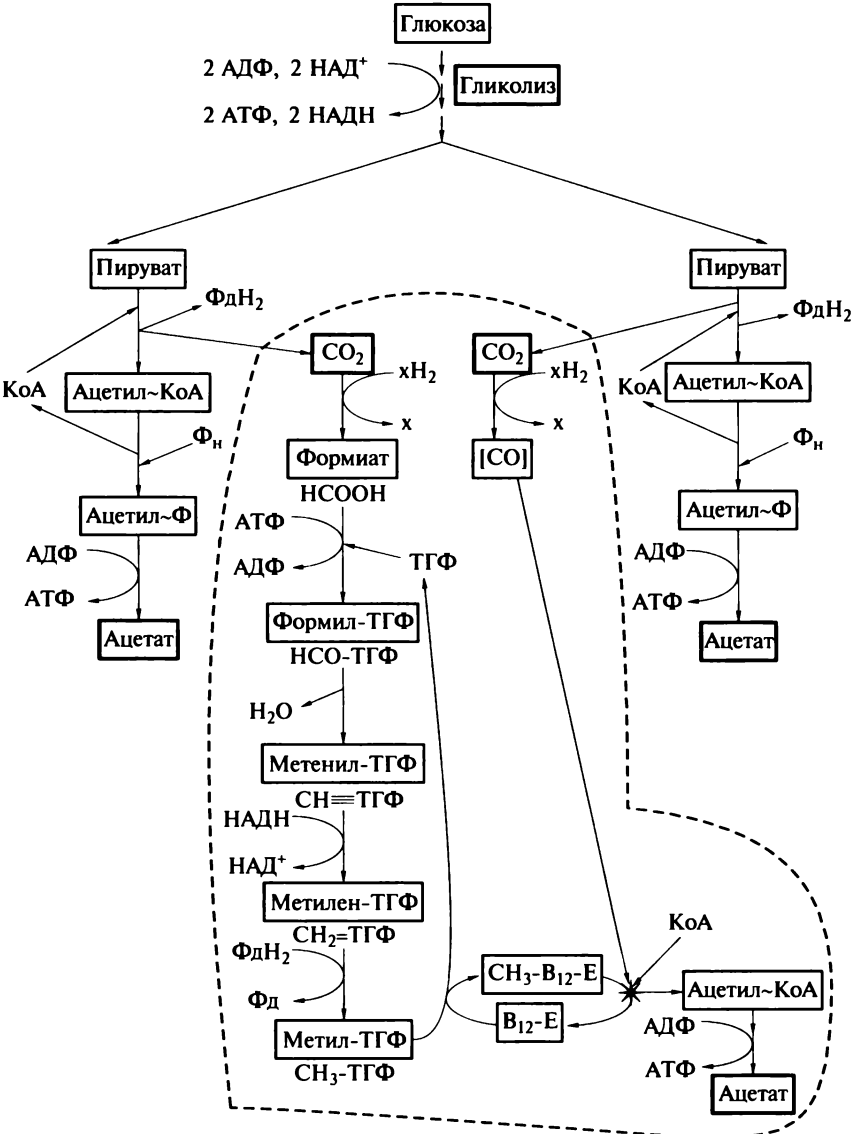 Глюкоза
2 АДФ, 2 НАД⁺
Гликолиз
2 АТФ, 2 НАДН
Пируват
Пируват
ФдН₂
ФдН₂
CO₂
CO₂
xH₂
xH₂
КоА
Ацетил~КоА
КоА
Ацетил~КоА
x
x
Фн
Фн
Формиат
[CO]
НСООН
Ацетил~Ф
Ацетил~Ф
АТФ
АДФ
ТГФ
АДФ
АДФ
АТФ
АТФ
Формил-ТГФ
Ацетат
Ацетат
НСО-ТГФ
H₂O
Метенил-ТГФ
CH≡ТГФ
НАДН
НАД⁺
Метилен-ТГФ
CH₂=ТГФ
КоА
ФдН₂
CH₃-B₁₂-E
Ацетил~КоА
Фд
B₁₂-E
АДФ
Метил-ТГФ
АТФ
CH₃-ТГФ
Ацетат